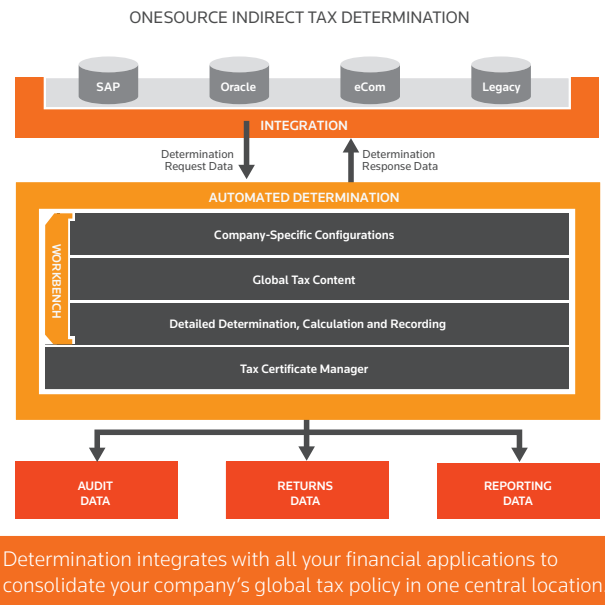 ONESOURCE INDIRECT TAX DETERMINATION
SAP
Oracle
eCom
Legacy
INTEGRATION
Determination
Request Data
Determination
Response Data
AUTOMATED DETERMINATION
WORKBENCH
Company-Specific Configurations
Global Tax Content
Detailed Determination, Calculation and Recording
Tax Certificate Manager
AUDIT
DATA
RETURNS
DATA
REPORTING
DATA
Determination integrates with all your financial applications to
consolidate your company’s global tax policy in one central location